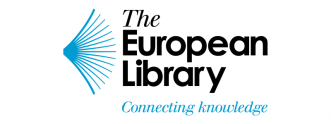 The
European
Library
Connecting knowledge